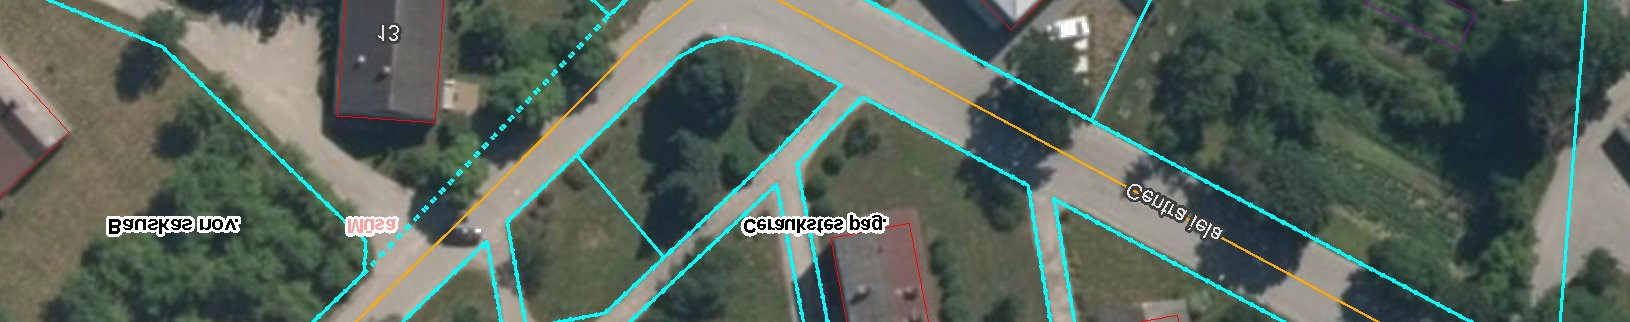 13
Centra iela
Bauskas nov.
Mūsa
Ceraukstes pag.